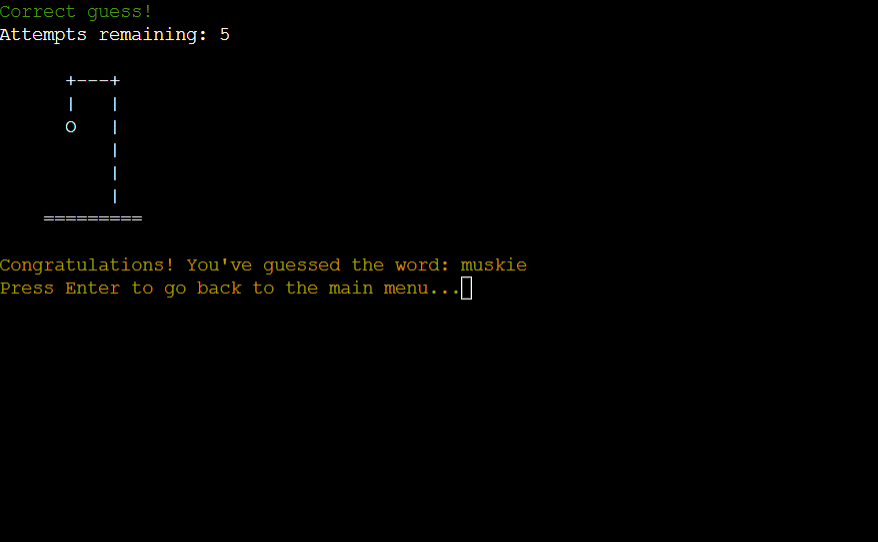 Correct guess!
Attempts remaining: 5
      +---+
      |   |
      O   |
          |
          |
          |
    =========
Congratulations! You've guessed the word: muskie
Press Enter to go back to the main menu...